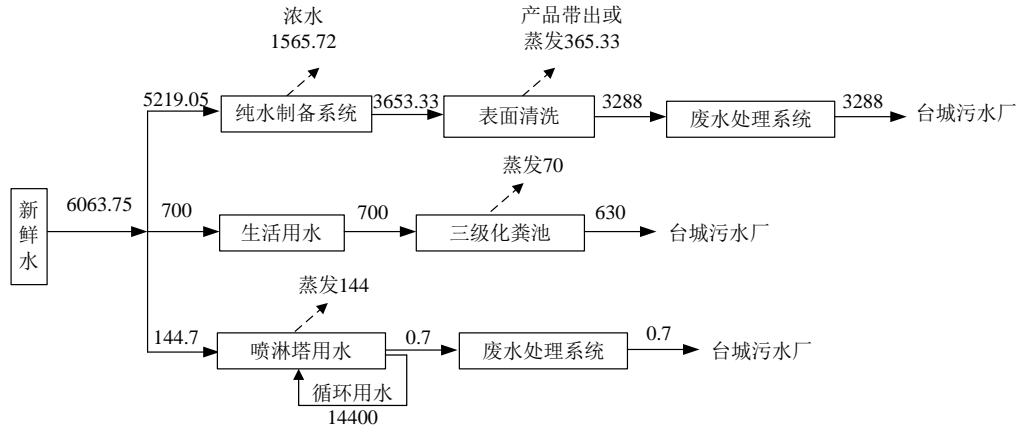 浓水
1565.72
产品带出或
蒸发365.33
5219.05
纯水制备系统
3653.33
表面清洗
3288
废水处理系统
3288
台城污水厂
蒸发70
新鲜水
6063.75
700
生活用水
700
三级化粪池
630
台城污水厂
蒸发144
144.7
喷淋塔用水
0.7
废水处理系统
0.7
台城污水厂
循环用水
14400